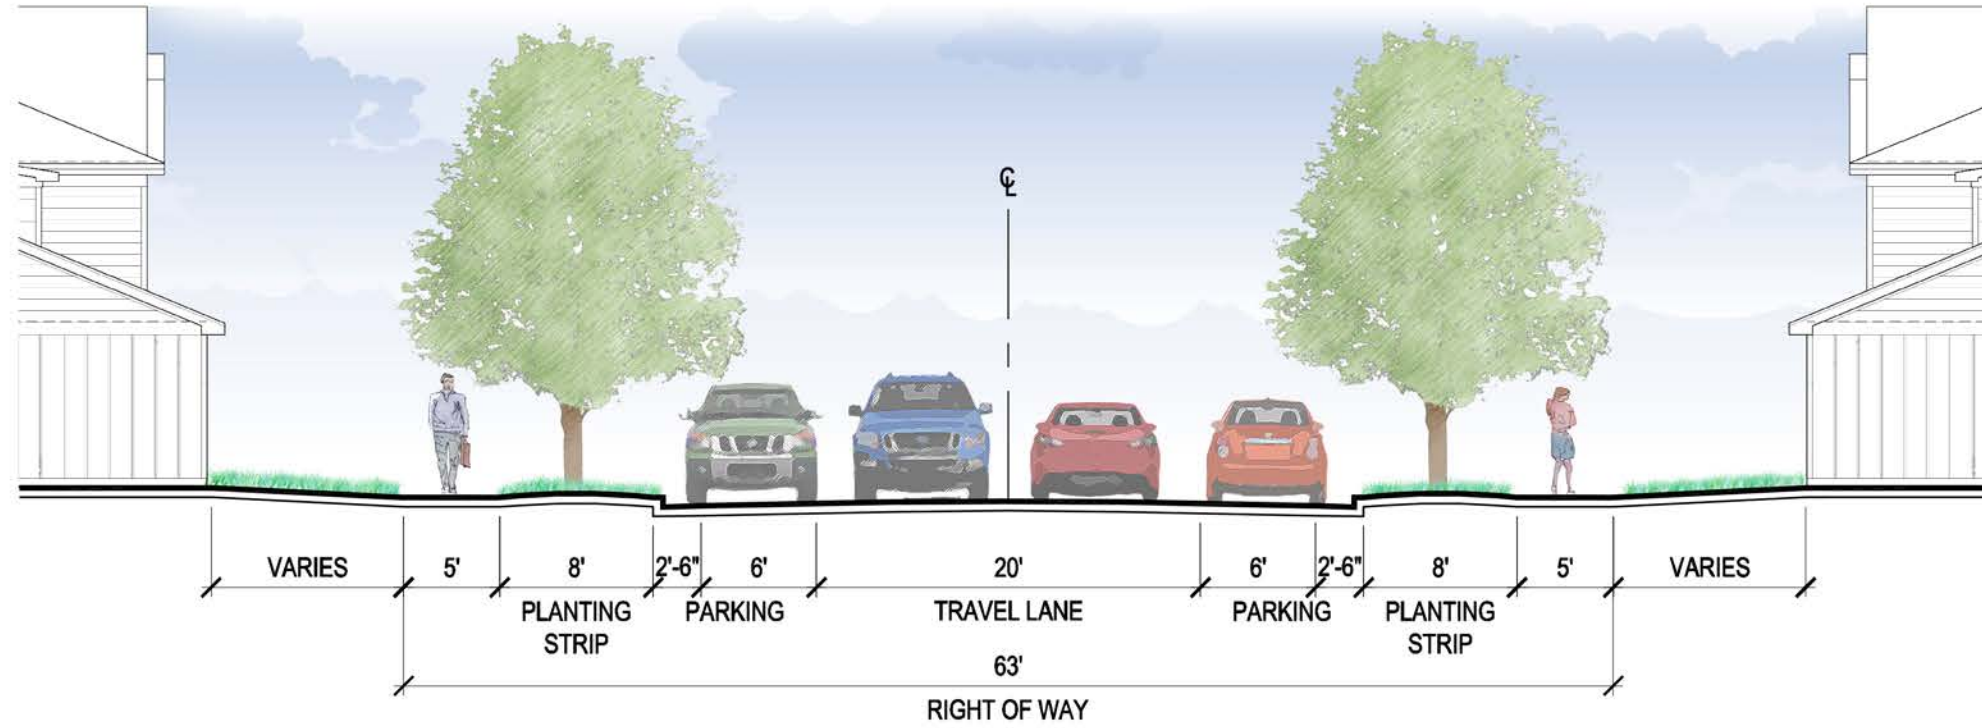 ℄
VARIES 5' 8' 2'-6" 6' 20' 6' 2'-6" 8' 5' VARIES
PLANTING STRIP PARKING TRAVEL LANE PARKING PLANTING STRIP
63'
RIGHT OF WAY